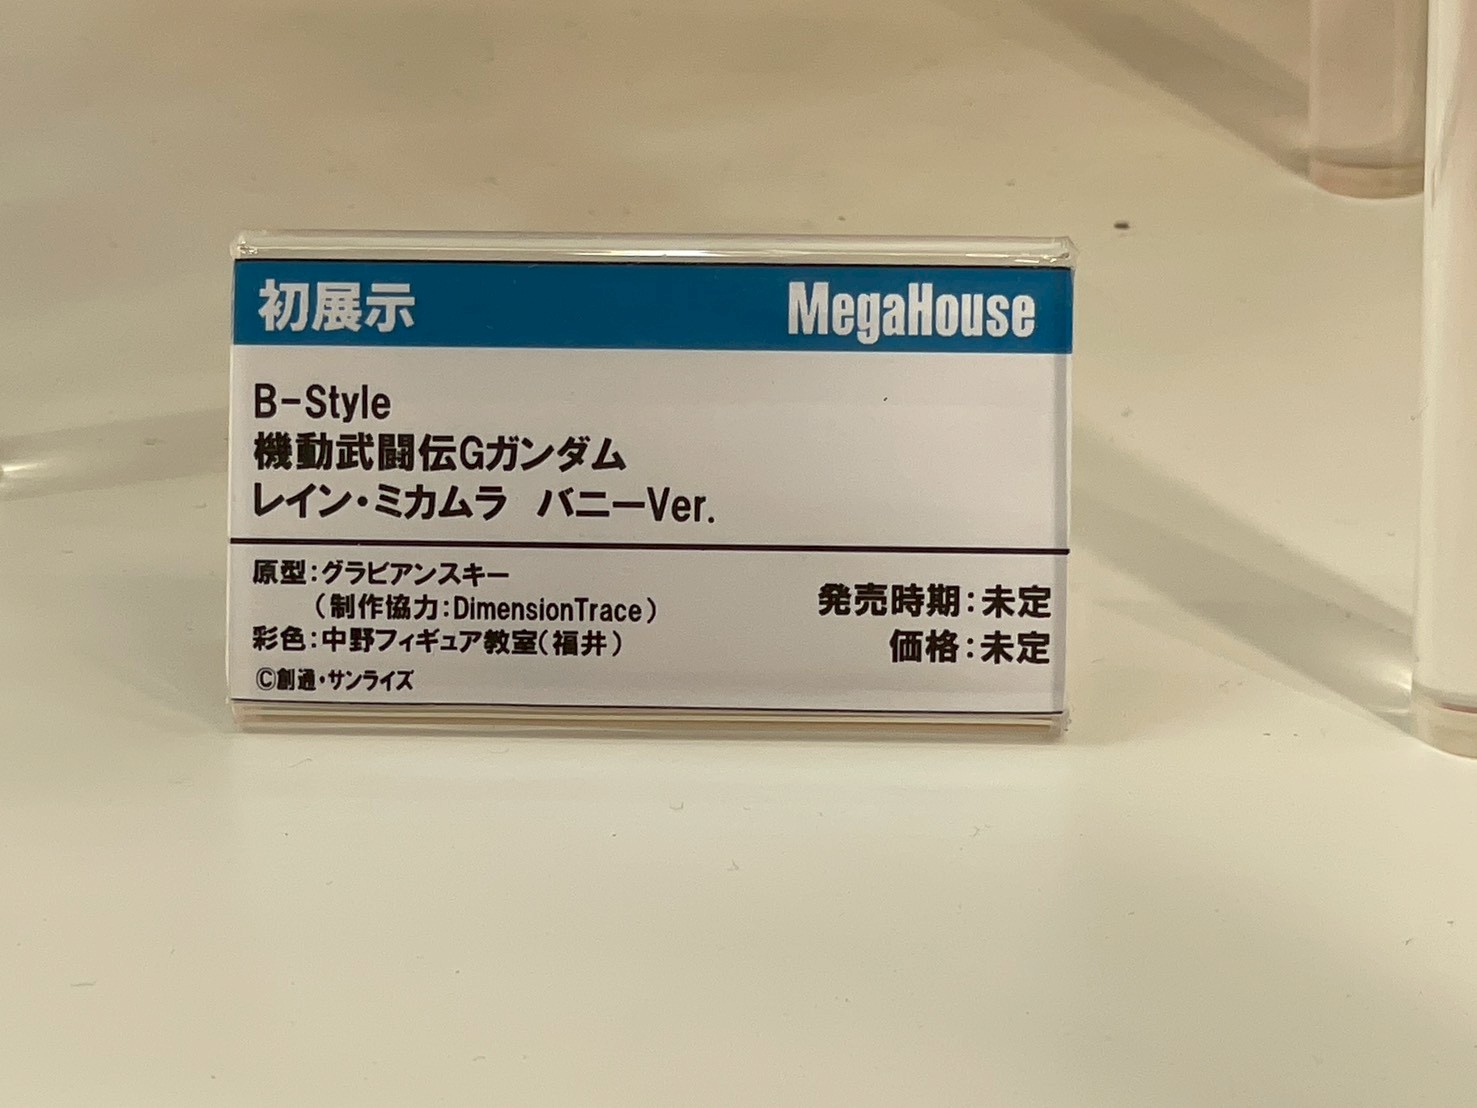 初展示 MegaHouse
B-Style
機動武闘伝Gガンダム
レイン・ミカムラ バニーVer.
原型:グラビアンスキー
(制作協力:DimensionTrace)
彩色:中野フィギュア教室(福井)
©創通・サンライズ
発売時期:未定
価格:未定